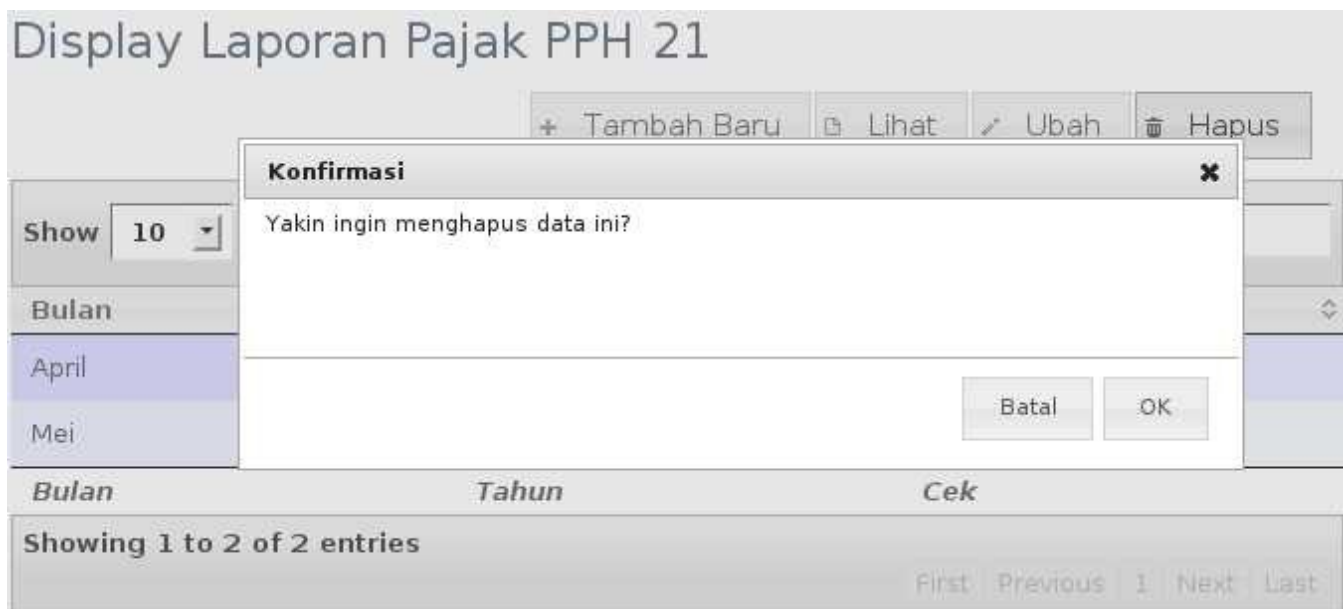 Display Laporan Pajak PPH 21
Tambah Baru Lihat Ubah Hapus
Konfirmasi
Yakin ingin menghapus data ini?
Show 10
Bulan
April
Mei
Batal OK
Bulan Tahun Cek
Showing 1 to 2 of 2 entries
First Previous 1 Next Last